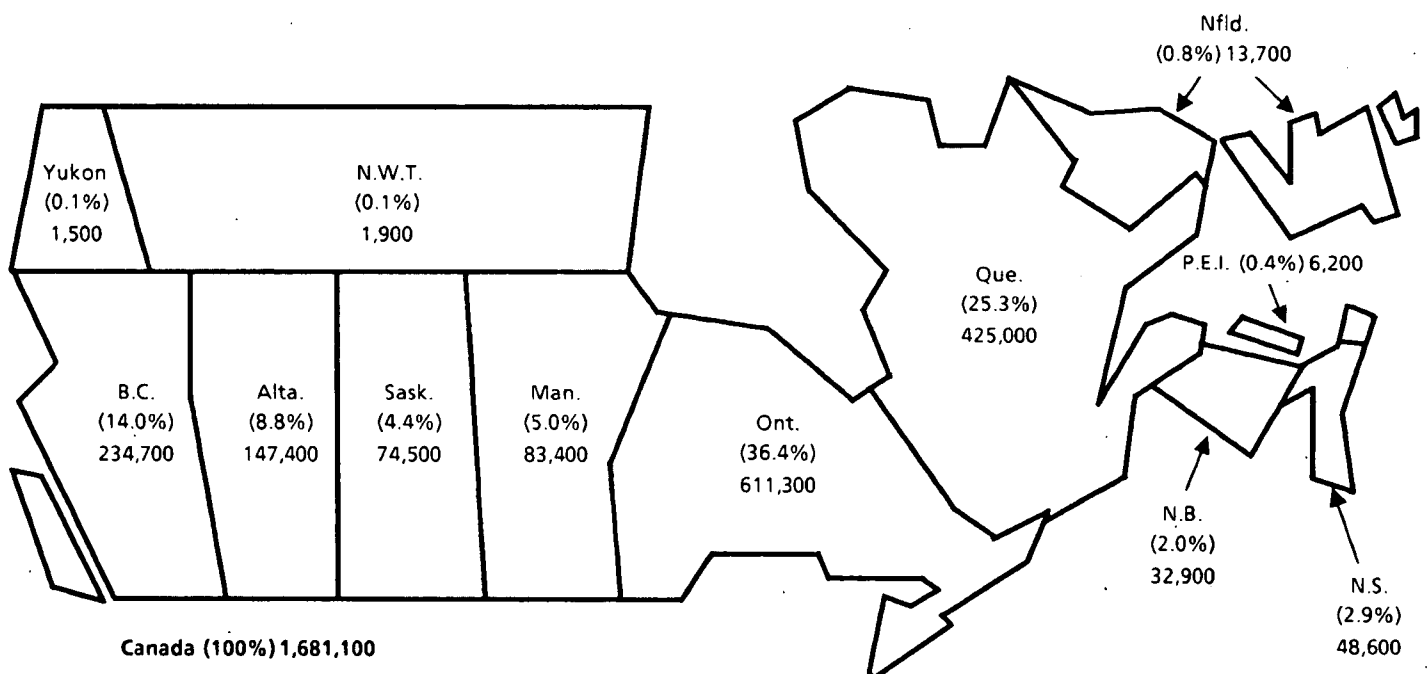 Nfld.
(0.8%) 13,700
Yukon
(0.1%)
1,500
N.W.T.
(0.1%)
1,900
P.E.I. (0.4%) 6,200
Que.
(25.3%)
425,000
B.C.
(14.0%)
234,700
Alta.
(8.8%)
147,400
Sask.
(4.4%)
74,500
Man.
(5.0%)
83,400
Ont.
(36.4%)
611,300
N.B.
(2.0%)
32,900
N.S.
(2.9%)
48,600
Canada (100%) 1,681,100